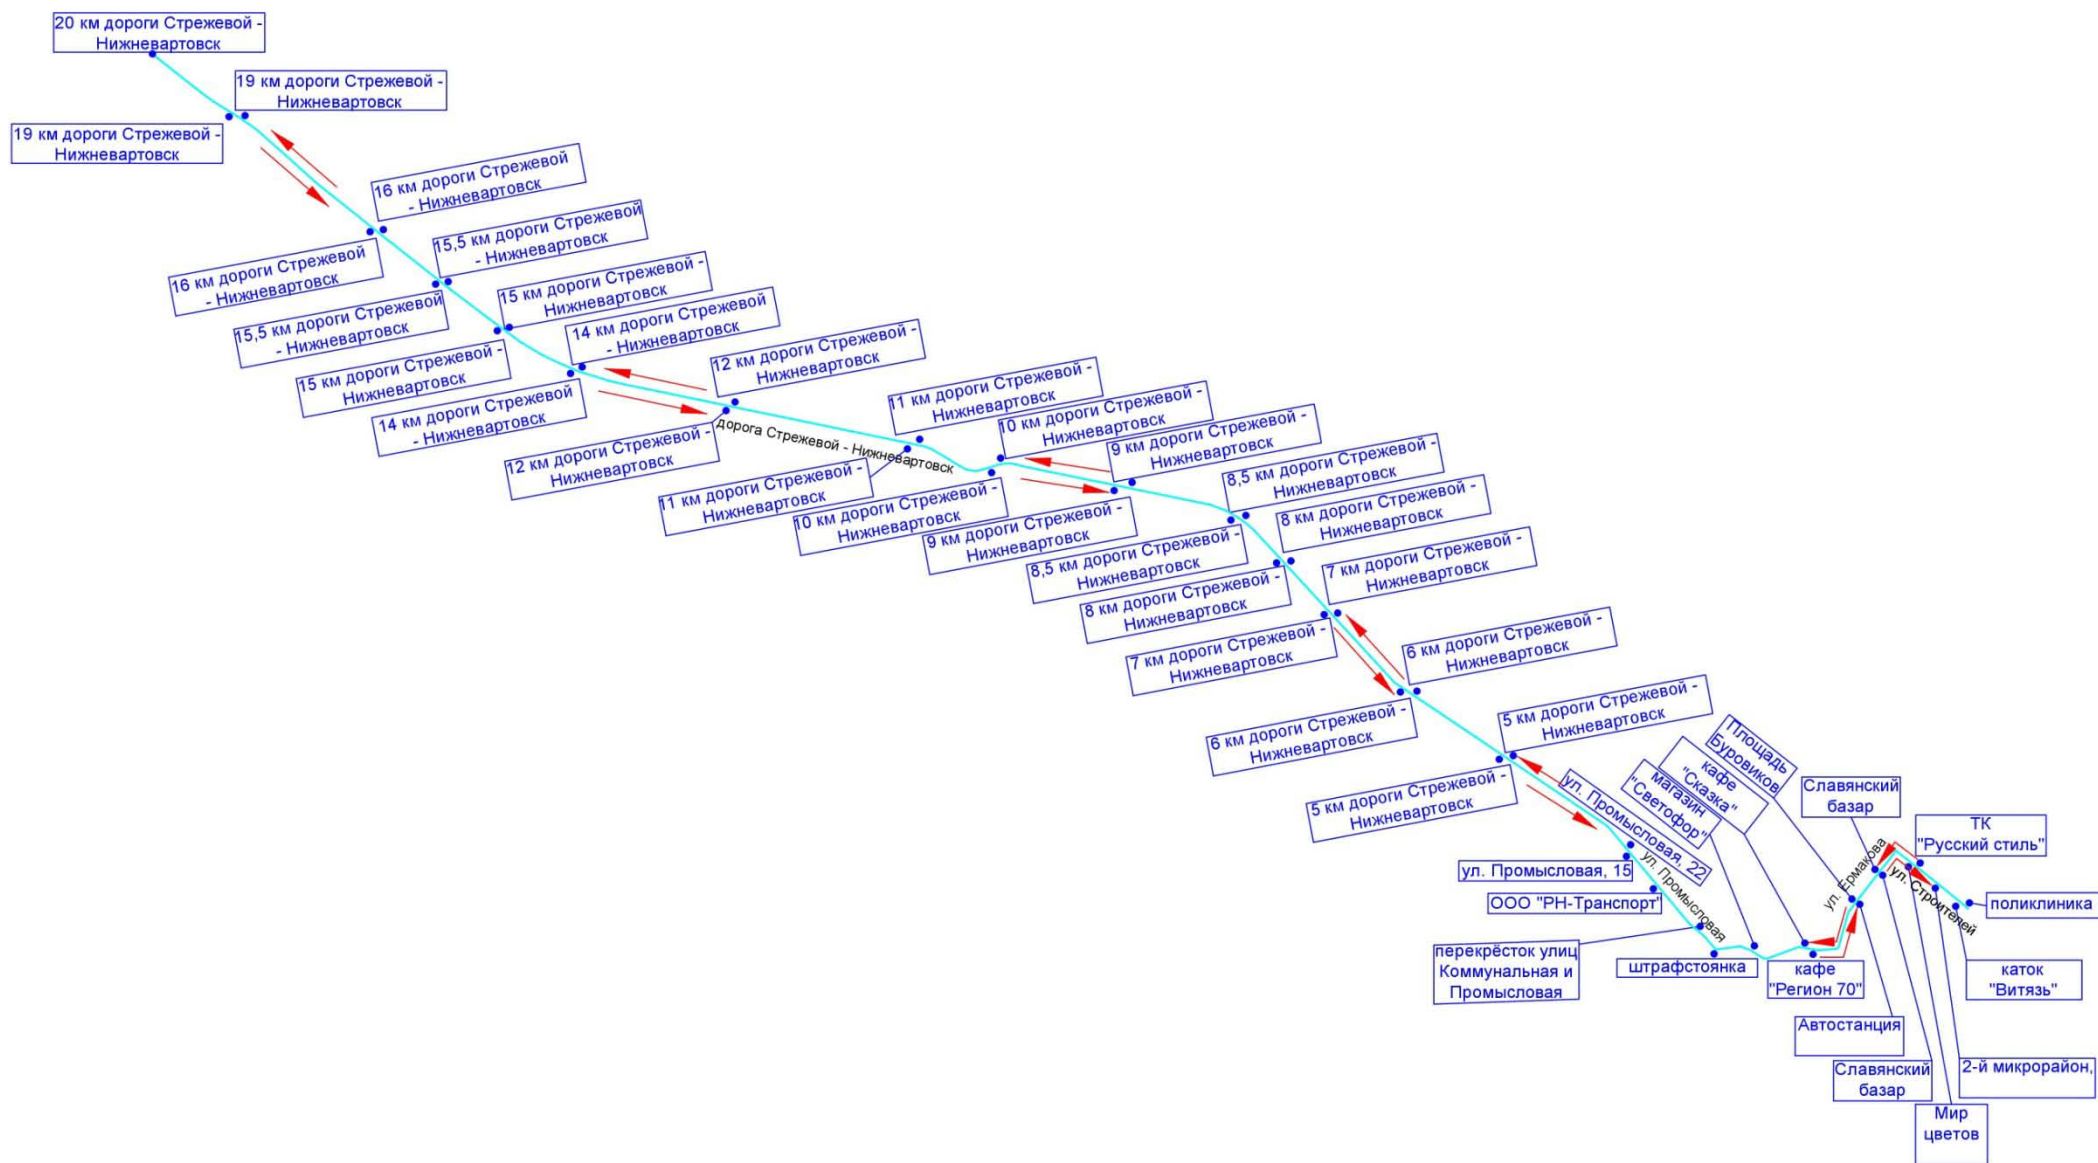 20 км дороги Стрежевой -
Нижневартовск
19 км дороги Стрежевой -
Нижневартовск
19 км дороги Стрежевой -
Нижневартовск
16 км дороги Стрежевой
- Нижневартовск
16 км дороги Стрежевой
- Нижневартовск
15,5 км дороги Стрежевой
- Нижневартовск
15,5 км дороги Стрежевой
- Нижневартовск
15 км дороги Стрежевой -
Нижневартовск
15 км дороги Стрежевой -
Нижневартовск
14 км дороги Стрежевой
- Нижневартовск
14 км дороги Стрежевой
- Нижневартовск
12 км дороги Стрежевой -
Нижневартовск
12 км дороги Стрежевой -
Нижневартовск
дорога Стрежевой - Нижневартовск
11 км дороги Стрежевой -
Нижневартовск
11 км дороги Стрежевой -
Нижневартовск
10 км дороги Стрежевой -
Нижневартовск
10 км дороги Стрежевой -
Нижневартовск
9 км дороги Стрежевой -
Нижневартовск
9 км дороги Стрежевой -
Нижневартовск
8,5 км дороги Стрежевой -
Нижневартовск
8,5 км дороги Стрежевой -
Нижневартовск
8 км дороги Стрежевой -
Нижневартовск
8 км дороги Стрежевой -
Нижневартовск
7 км дороги Стрежевой -
Нижневартовск
7 км дороги Стрежевой -
Нижневартовск
6 км дороги Стрежевой -
Нижневартовск
6 км дороги Стрежевой -
Нижневартовск
5 км дороги Стрежевой -
Нижневартовск
5 км дороги Стрежевой -
Нижневартовск
ул. Промысловая, 22
ул. Промысловая, 15
ул. Промысловая
ООО "РН-Транспорт"
перекрёсток улиц
Коммунальная и
Промысловая
штрафстоянка
магазин
"Светофор"
кафе
"Сказка"
Площадь
Буровиков
кафе
"Регион 70"
Славянский
базар
ул. Ермакова
ул. Строителей
ТК
"Русский стиль"
поликлиника
каток
"Витязь"
Автостанция
Славянский
базар
2-й микрорайон,
Мир
цветов